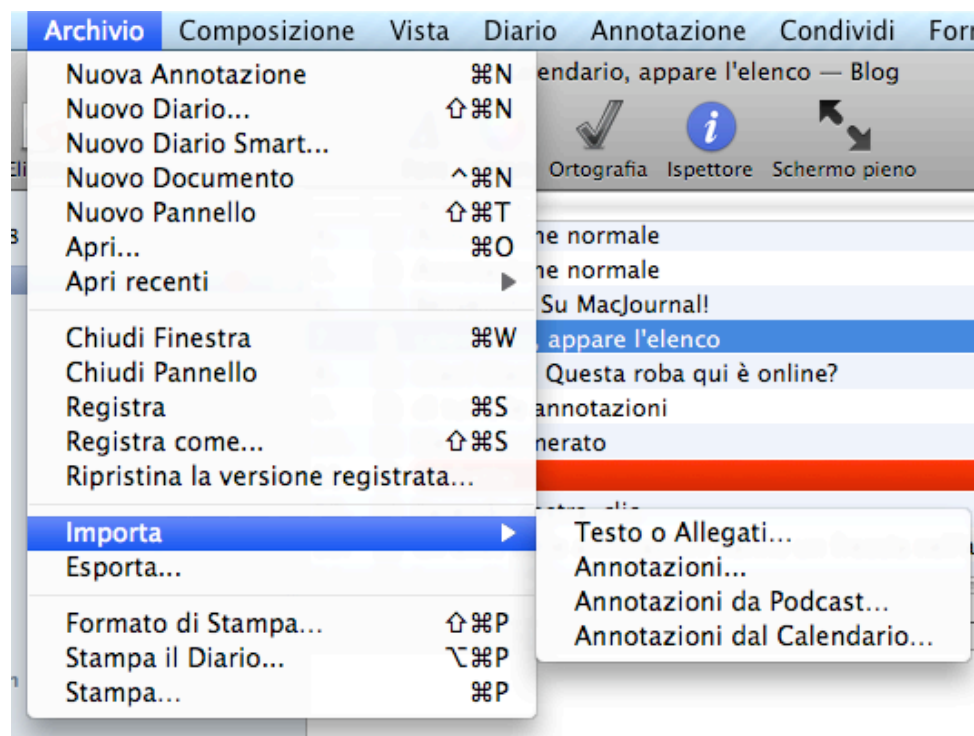 Archivio Composizione Vista Diario Annotazione Condividi
endario, appare l'elenco — Blog
Ortografia Ispettore Schermo pieno
Nuova Annotazione ⌘N
Nuovo Diario... ⇧⌘N
Nuovo Diario Smart...
Nuovo Documento ^⌘N
Nuovo Pannello ⇧⌘T
Apri... ⌘O
Apri recenti ▶
Chiudi Finestra ⌘W
Chiudi Pannello
Registra ⌘S
Registra come... ⇧⌘S
Ripristina la versione registrata...
Importa ▶
Esporta...
Formato di Stampa... ⇧⌘P
Stampa il Diario... ⌥⌘P
Stampa... ⌘P
ne normale
ne normale
Su MacJournal!
, appare l'elenco
Questa roba qui è online?
annotazioni
nerato
Testo o Allegati...
Annotazioni...
Annotazioni da Podcast...
Annotazioni dal Calendario...